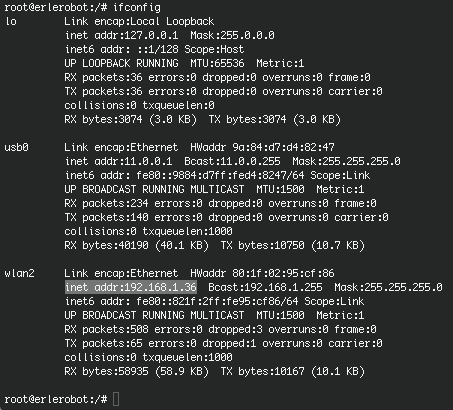 root@erlerobot:/# ifconfig
lo Link encap:Local Loopback
inet addr:127.0.0.1 Mask:255.0.0.0
inet6 addr: ::1/128 Scope:Host
UP LOOPBACK RUNNING MTU:65536 Metric:1
RX packets:36 errors:0 dropped:0 overruns:0 frame:0
TX packets:36 errors:0 dropped:0 overruns:0 carrier:0
collisions:0 txqueuelen:0
RX bytes:3074 (3.0 KB) TX bytes:3074 (3.0 KB)
usb0 Link encap:Ethernet HWaddr 9a:84:d7:d4:82:47
inet addr:11.0.0.1 Bcast:11.0.0.255 Mask:255.255.255.0
inet6 addr: fe80::9884:d7ff:fed4:8247/64 Scope:Link
UP BROADCAST RUNNING MULTICAST MTU:1500 Metric:1
RX packets:234 errors:0 dropped:0 overruns:0 frame:0
TX packets:140 errors:0 dropped:0 overruns:0 carrier:0
collisions:0 txqueuelen:1000
RX bytes:40190 (40.1 KB) TX bytes:10750 (10.7 KB)
wlan2 Link encap:Ethernet HWaddr 80:1f:02:95:cf:86
inet addr:192.168.1.36 Bcast:192.168.1.255 Mask:255.255.255.0
inet6 addr: fe80::821f:2ff:fe95:cf86/64 Scope:Link
UP BROADCAST RUNNING MULTICAST MTU:1500 Metric:1
RX packets:508 errors:0 dropped:3 overruns:0 frame:0
TX packets:65 errors:0 dropped:1 overruns:0 carrier:0
collisions:0 txqueuelen:1000
RX bytes:58935 (58.9 KB) TX bytes:10167 (10.1 KB)
root@erlerobot:/#